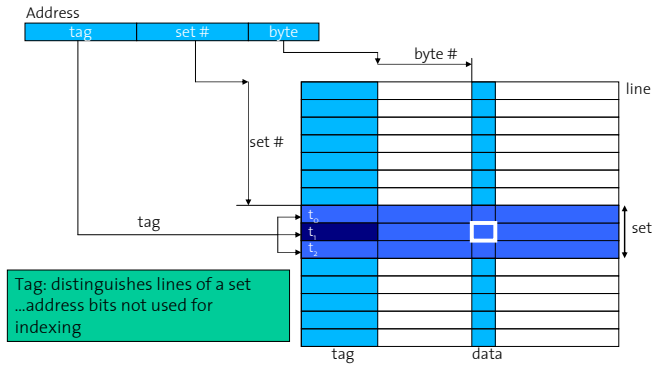 Address
tag set # byte
byte #
line
set #
tag
t0
t1
t2
set
Tag: distinguishes lines of a set
...address bits not used for
indexing
tag data